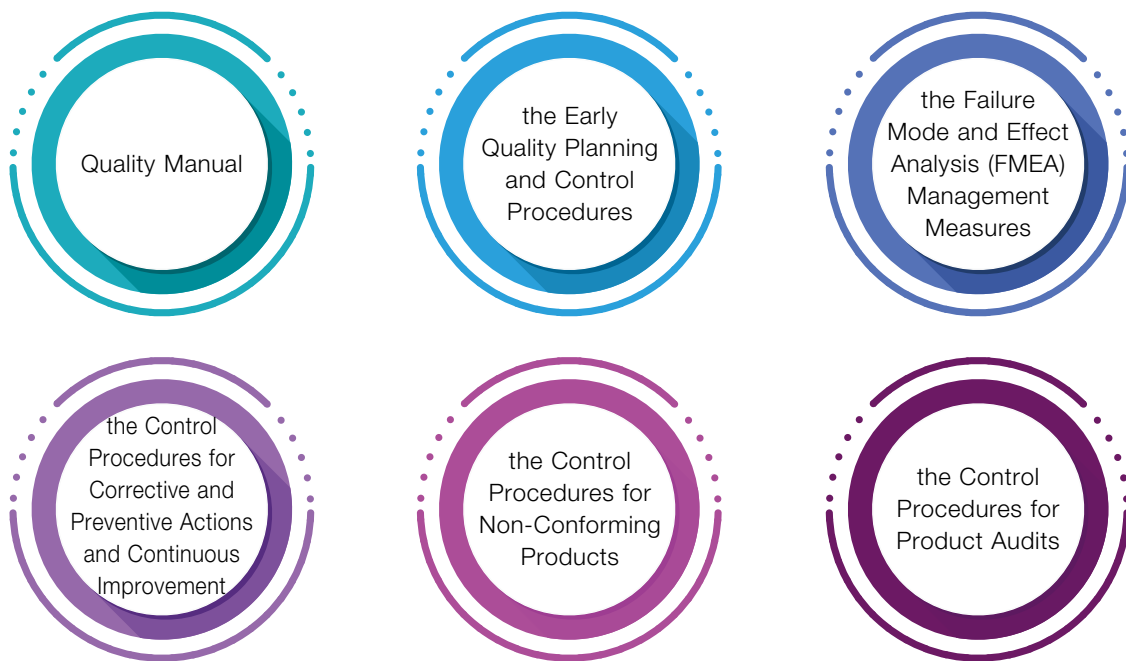 Quality Manual
the Early
Quality Planning
and Control
Procedures
the Failure
Mode and Effect
Analysis (FMEA)
Management
Measures
the Control
Procedures for
Corrective and
Preventive Actions
and Continuous
Improvement
the Control
Procedures for
Non-Conforming
Products
the Control
Procedures for
Product Audits